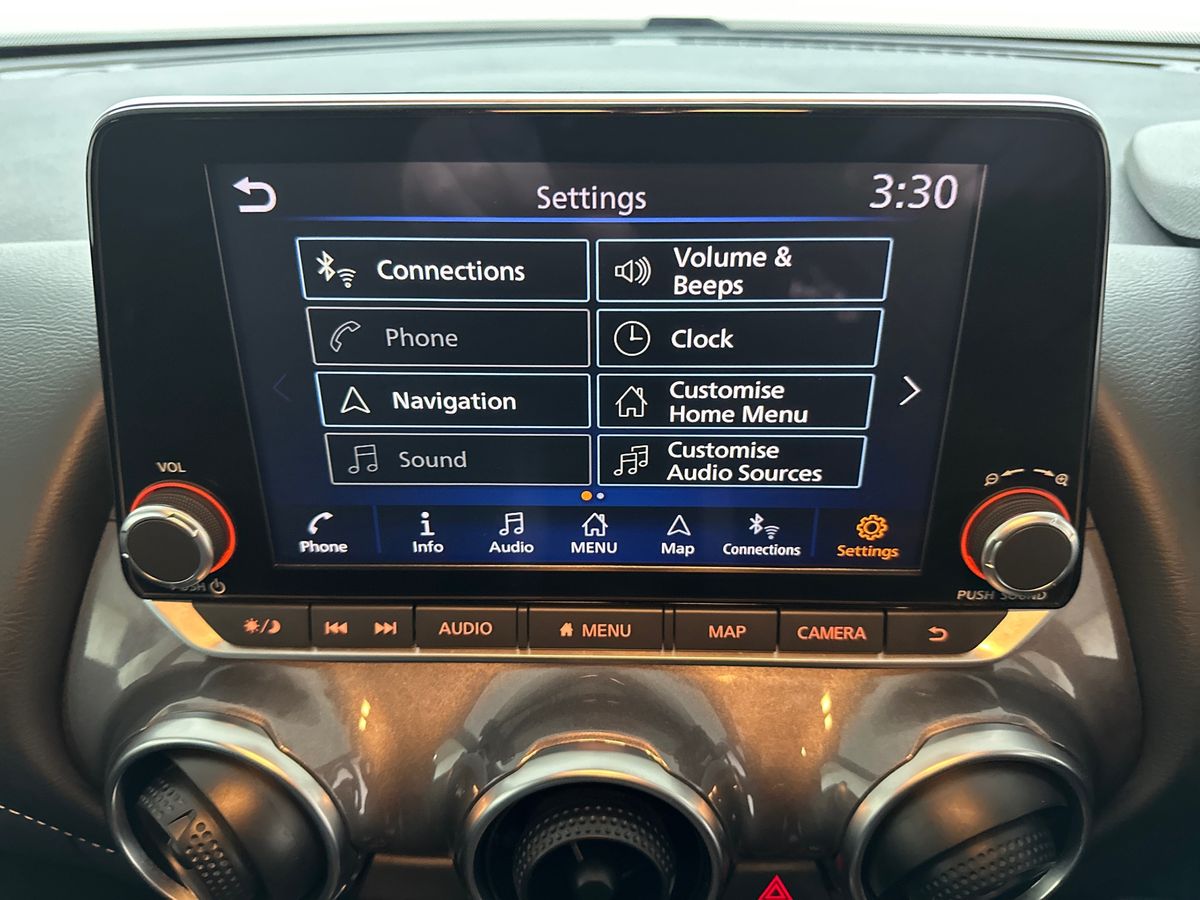 Settings
3:30
Connections
Volume &
Beeps
Phone
Clock
Navigation
Customise
Home Menu
Sound
Customise
Audio Sources
VOL
Phone
Info
Audio
MENU
Map
Connections
Settings
PUSH
PUSH SOUND
AUDIO
MENU
MAP
CAMERA